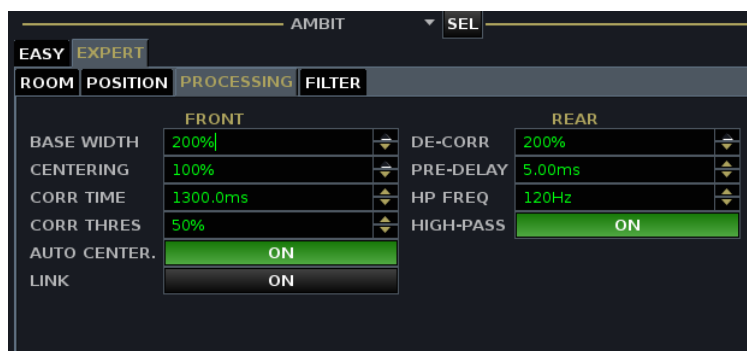 AMBIT SEL
EASY EXPERT
ROOM POSITION PROCESSING FILTER
FRONT REAR
BASE WIDTH 200% DE-CORR 200%
CENTERING 100% PRE-DELAY 5.00ms
CORR TIME 1300.0ms HP FREQ 120Hz
CORR THRES 50% HIGH-PASS ON
AUTO CENTER. ON
LINK ON